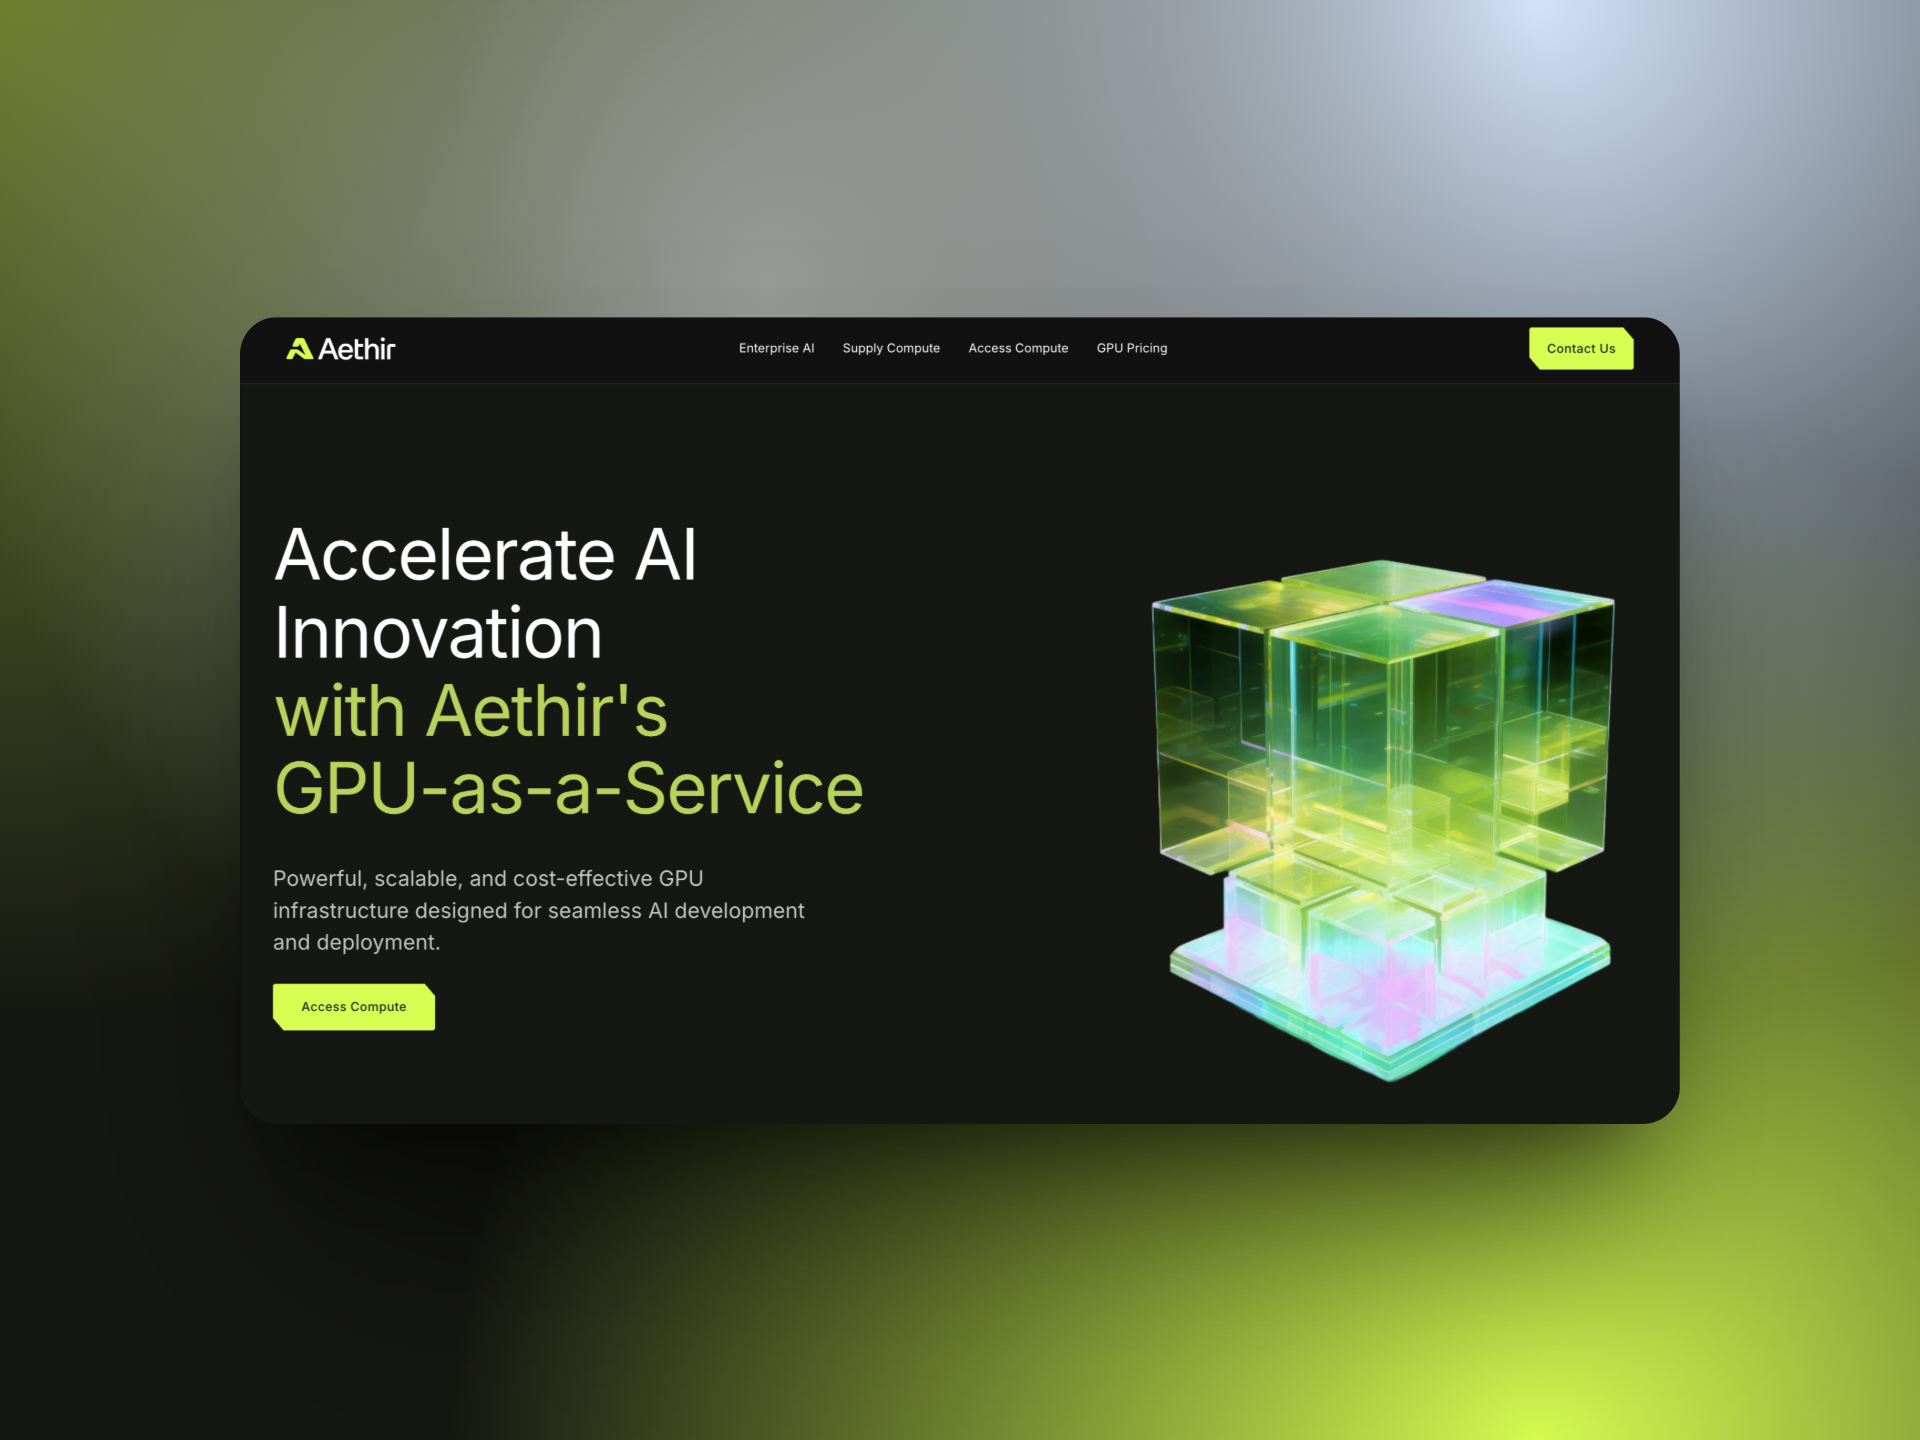 Aethir
Enterprise AI
Supply Compute
Access Compute
GPU Pricing
Contact Us
Accelerate AI
Innovation
with Aethir's
GPU-as-a-Service
Powerful, scalable, and cost-effective GPU
infrastructure designed for seamless AI development
and deployment.
Access Compute